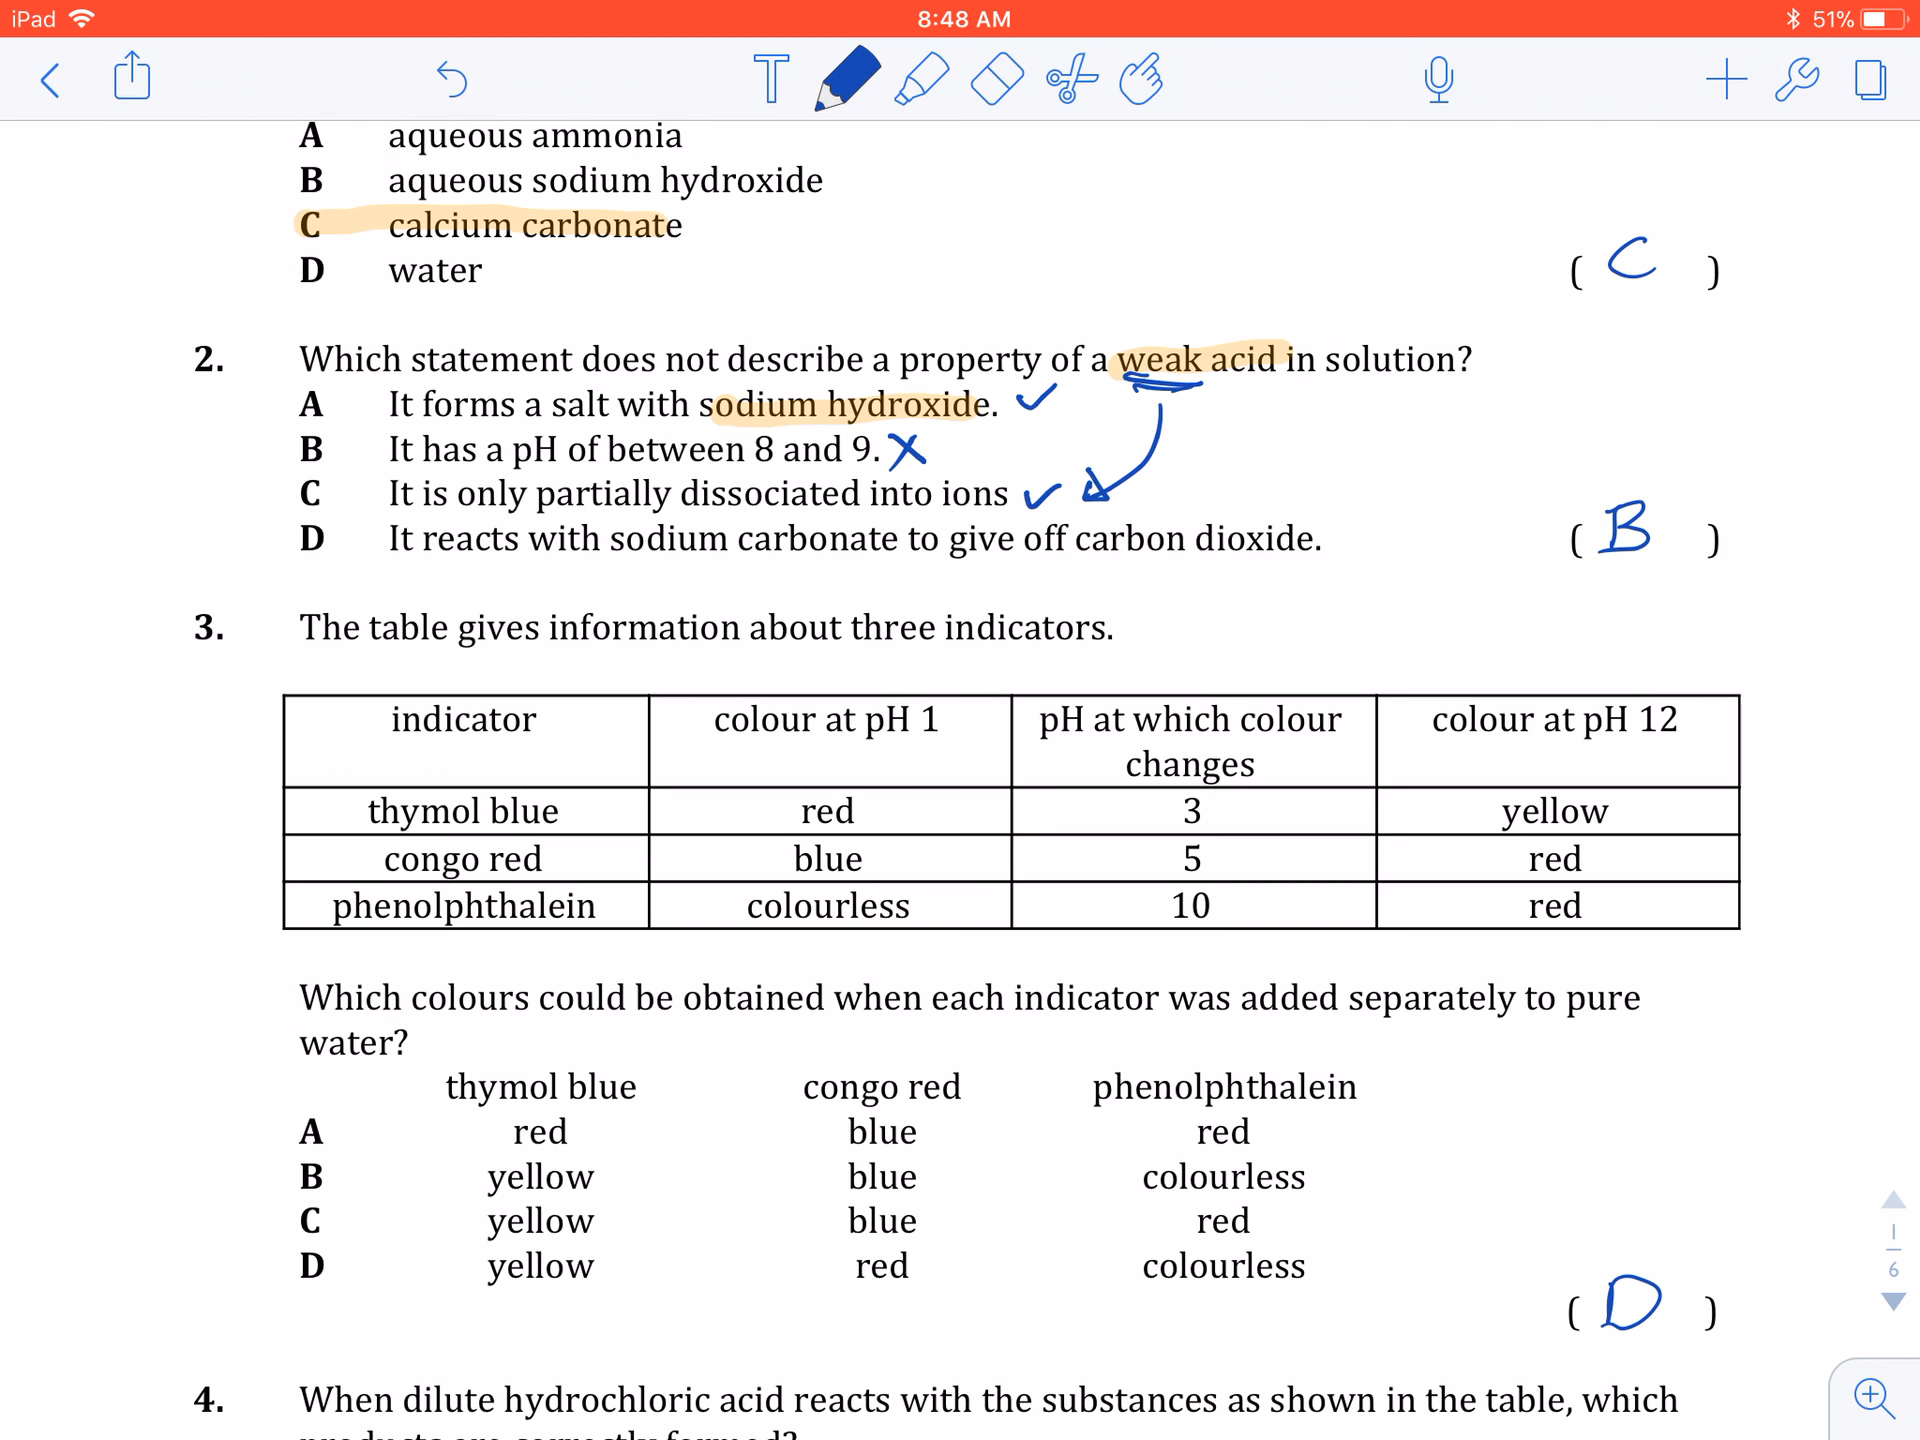 iPad 8:48 AM 51%
T
A aqueous ammonia
B aqueous sodium hydroxide
C calcium carbonate
D water ( C )
2. Which statement does not describe a property of a weak acid in solution?
A It forms a salt with sodium hydroxide.
B It has a pH of between 8 and 9.
C It is only partially dissociated into ions
D It reacts with sodium carbonate to give off carbon dioxide. ( B )
3. The table gives information about three indicators.
indicator colour at pH 1 pH at which colour changes colour at pH 12
thymol blue red 3 yellow
congo red blue 5 red
phenolphthalein colourless 10 red
Which colours could be obtained when each indicator was added separately to pure
water?
thymol blue congo red phenolphthalein
A red blue red
B yellow blue colourless
C yellow blue red
D yellow red colourless
( D )
1
6
4. When dilute hydrochloric acid reacts with the substances as shown in the table, which